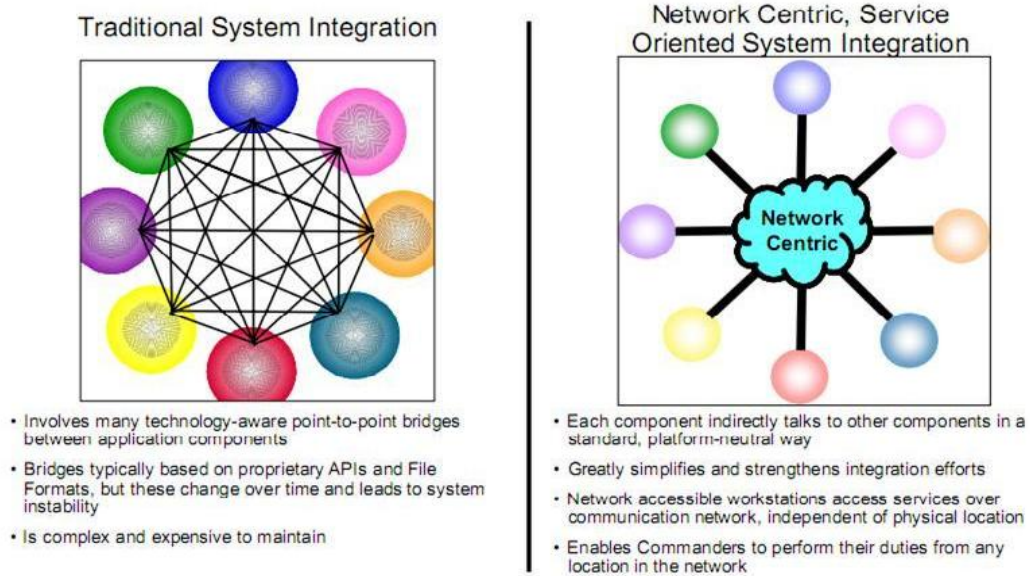 Traditional System Integration
• Involves many technology-aware point-to-point bridges
between application components
• Bridges typically based on proprietary APIs and File
Formats, but these change over time and leads to system
instability
• Is complex and expensive to maintain
Network Centric, Service
Oriented System Integration
Network
Centric
• Each component indirectly talks to other components in a
standard, platform-neutral way
• Greatly simplifies and strengthens integration efforts
• Network accessible workstations access services over
communication network, independent of physical location
• Enables Commanders to perform their duties from any
location in the network